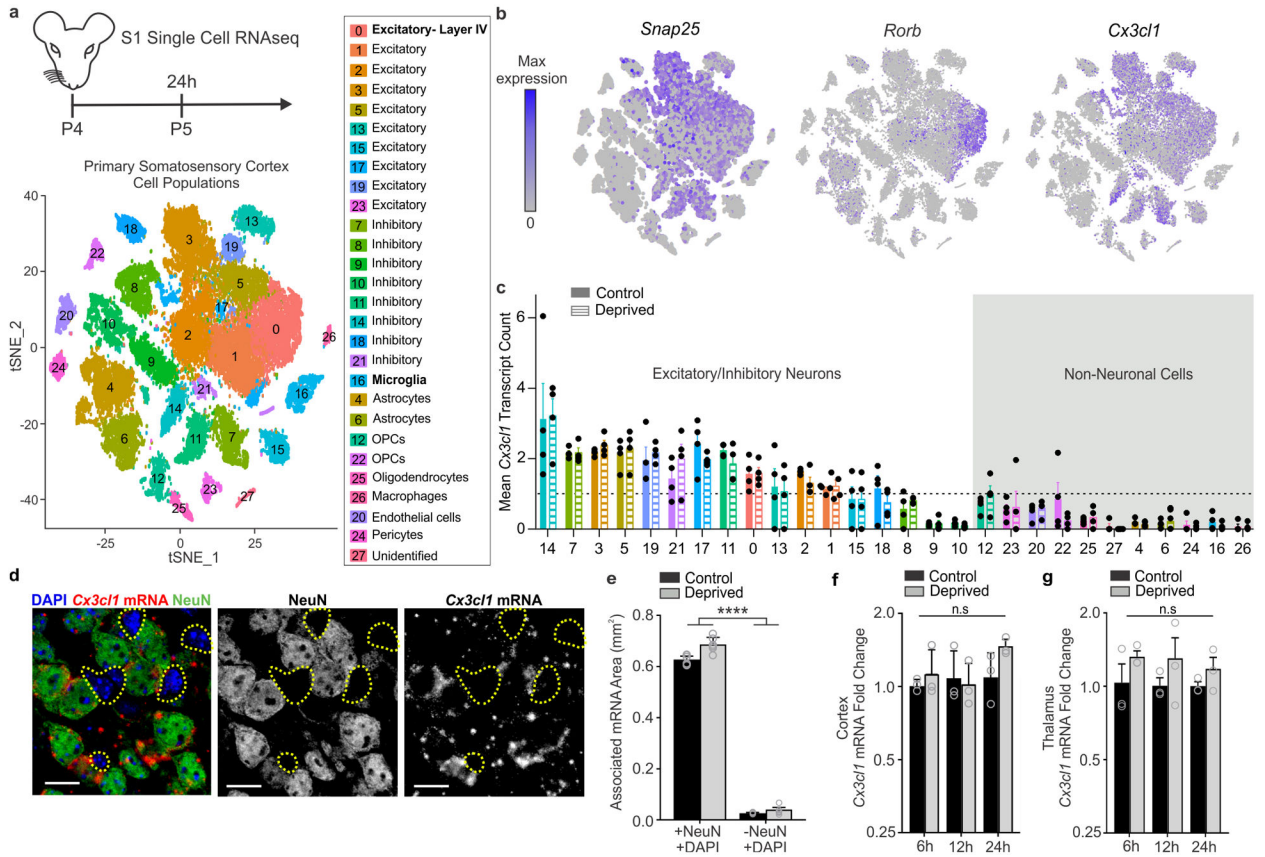 a
S1 Single Cell RNAseq
24h
P4
P5
Primary Somatosensory Cortex
Cell Populations
40
20
0
-20
-40
tSNE_2
-25
0
25
tSNE_1
18
3
13
22
19
8
5
20
10
17
2
0
1
26
9
24
4
21
16
14
6
11
7
15
12
23
27
25
0 Excitatory- Layer IV
1 Excitatory
2 Excitatory
3 Excitatory
5 Excitatory
13 Excitatory
15 Excitatory
17 Excitatory
19 Excitatory
23 Excitatory
7 Inhibitory
8 Inhibitory
9 Inhibitory
10 Inhibitory
11 Inhibitory
14 Inhibitory
18 Inhibitory
21 Inhibitory
16 Microglia
4 Astrocytes
6 Astrocytes
12 OPCs
22 OPCs
25 Oligodendrocytes
26 Macrophages
20 Endothelial cells
24 Pericytes
27 Unidentified
b
Snap25
Rorb
Cx3cl1
Max
expression
0
c
Control
Deprived
Excitatory/Inhibitory Neurons
Non-Neuronal Cells
Mean Cx3cl1 Transcript Count
6
4
2
0
14 7 3 5 19 21 17 11 0 13 2 1 15 18 8 9 10 12 23 20 22 25 27 4 6 24 16 26
d
DAPI Cx3cl1 mRNA NeuN
NeuN
Cx3cl1 mRNA
e
Control
Deprived
****
Associated mRNA Area (mm²)
0.8
0.6
0.4
0.2
0.0
+NeuN -NeuN
+DAPI +DAPI
f
Control
Deprived
n.s
Cortex
Cx3cl1 mRNA Fold Change
2.0
1.0
0.5
0.25
6h 12h 24h
g
Control
Deprived
n.s
Thalamus
Cx3cl1 mRNA Fold Change
2.0
1.0
0.5
0.25
6h 12h 24h